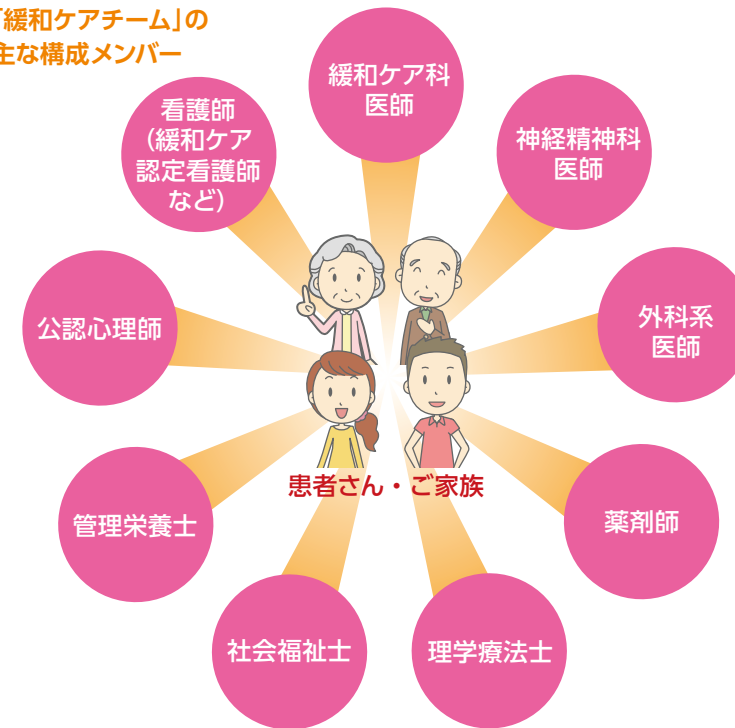 「緩和ケアチーム」の
主な構成メンバー
緩和ケア科
医師
神経精神科
医師
外科系
医師
薬剤師
理学療法士
社会福祉士
管理栄養士
公認心理師
看護師
（緩和ケア
認定看護師
など）
患者さん・ご家族